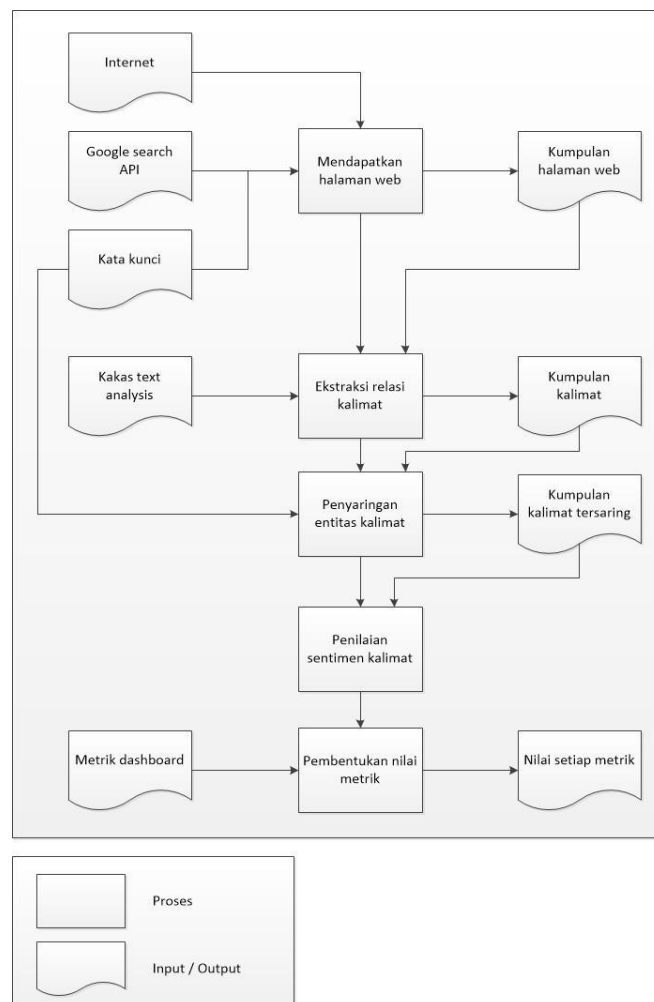 Internet
Google search
API
Mendapatkan
halaman web
Kumpulan
halaman web
Kata kunci
Kakas text
analysis
Ekstraksi relasi
kalimat
Kumpulan
kalimat
Penyaringan
entitas kalimat
Kumpulan
kalimat tersaring
Penilaian
sentimen kalimat
Metrik dashboard
Pembentukan nilai
metrik
Nilai setiap metrik
Proses
Input / Output